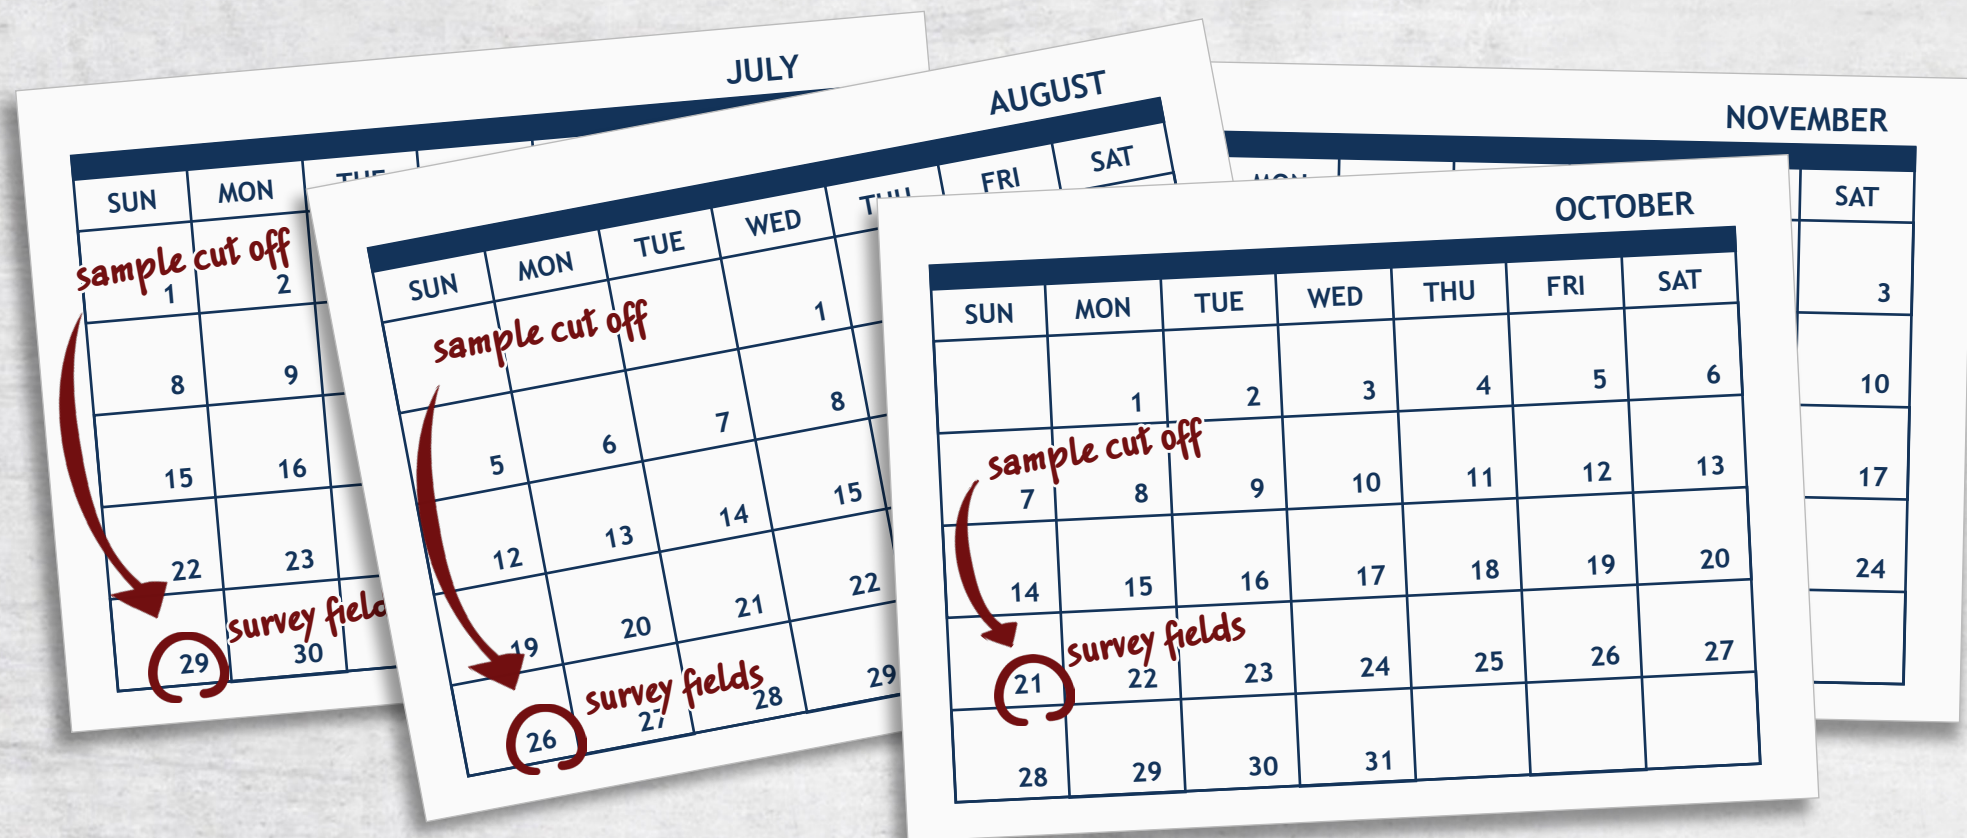 JULY
SUN MON TUE
sample cut off
1 2
8 9
15 16
22 23
survey field
29 30
AUGUST
SUN MON TUE WED THU FRI SAT
sample cut off
1
5 6 7 8
12 13 14 15
19 20 21 22
survey fields
26 27 28 29
OCTOBER
SUN MON TUE WED THU FRI SAT
1 2 3 4 5 6
sample cut off
7 8 9 10 11 12 13
14 15 16 17 18 19 20
survey fields
21 22 23 24 25 26 27
28 29 30 31
NOVEMBER
MON SAT
3
10
17
24